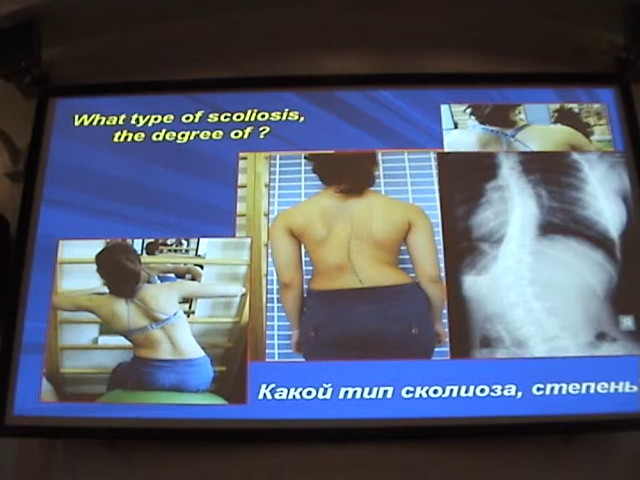 What type of scoliosis,
the degree of ?
Какой тип сколиоза, степень